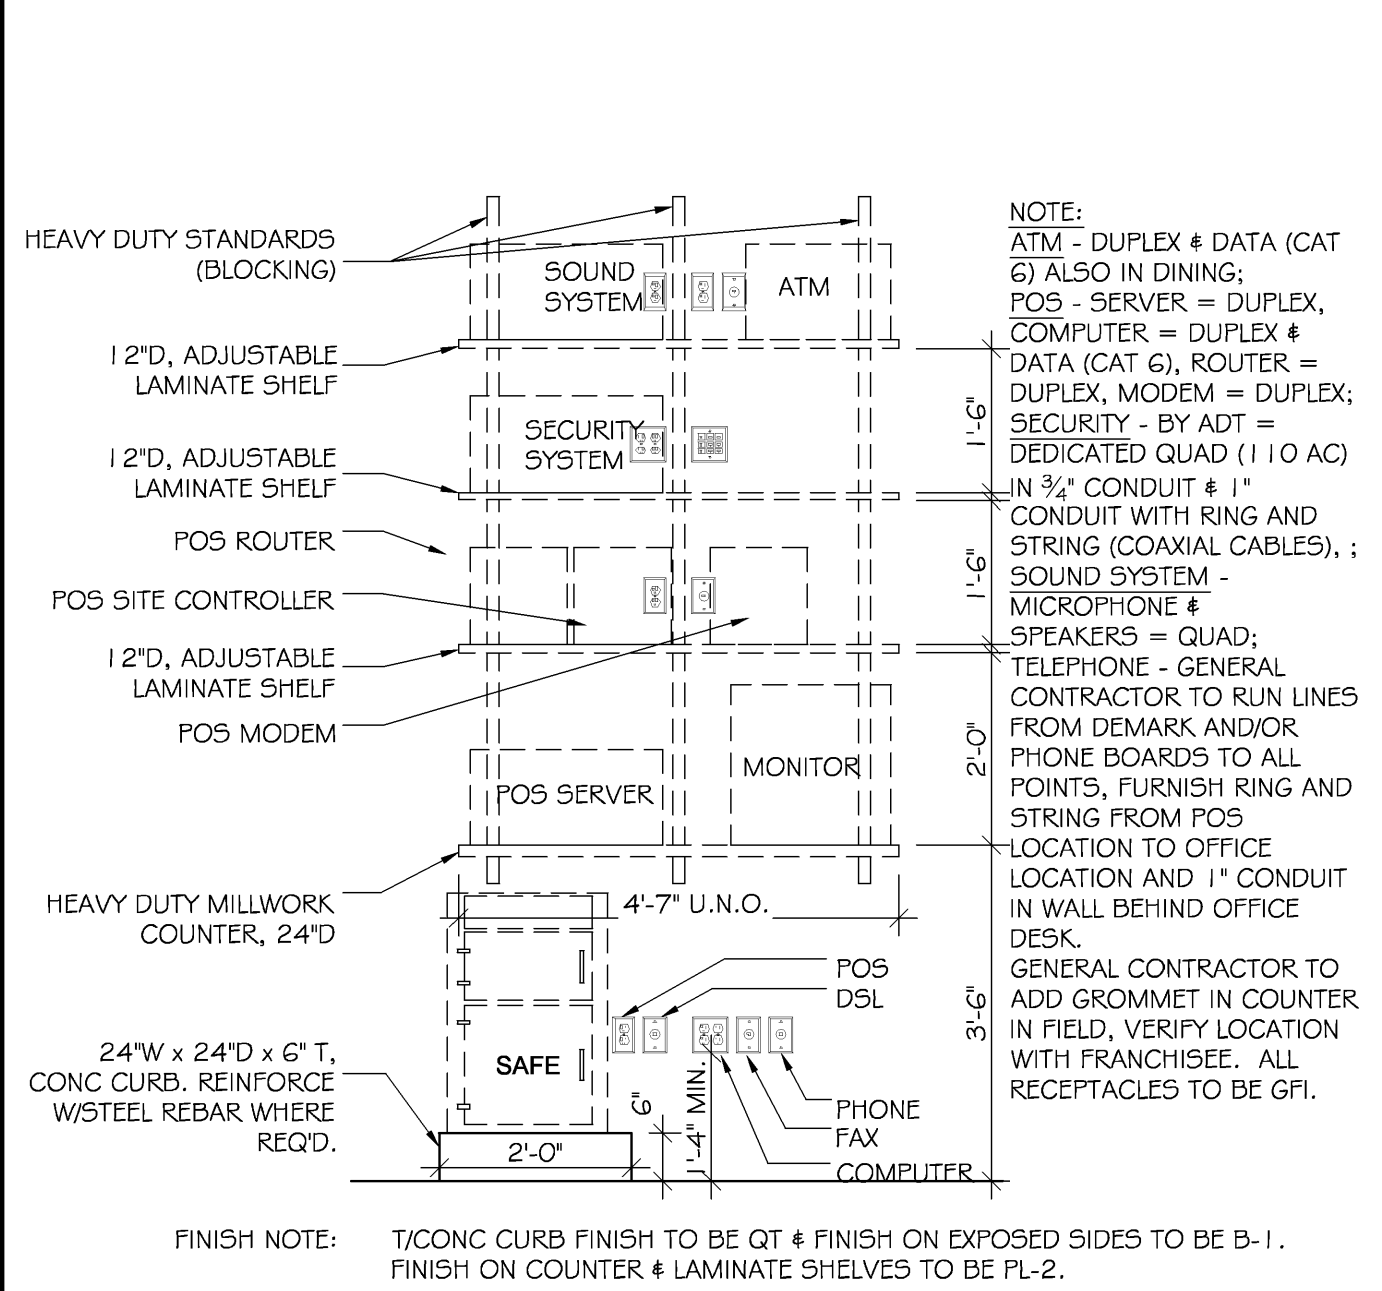 HEAVY DUTY STANDARDS
(BLOCKING)
12"D, ADJUSTABLE
LAMINATE SHELF
12"D, ADJUSTABLE
LAMINATE SHELF
POS ROUTER
POS SITE CONTROLLER
12"D, ADJUSTABLE
LAMINATE SHELF
POS MODEM
HEAVY DUTY MILLWORK
COUNTER, 24"D
24"W x 24"D x 6" T,
CONC CURB. REINFORCE
W/STEEL REBAR WHERE
REQ'D.
SOUND
SYSTEM
ATM
SECURITY
SYSTEM
POS SERVER
MONITOR
4'-7" U.N.O.
SAFE
2'-0"
6"
1'-4" MIN.
POS
DSL
PHONE
FAX
COMPUTER
1'-6"
1'-6"
2'-0"
3'-6"
NOTE:
ATM - DUPLEX & DATA (CAT
6) ALSO IN DINING;
POS - SERVER = DUPLEX,
COMPUTER = DUPLEX &
DATA (CAT 6), ROUTER =
DUPLEX, MODEM = DUPLEX;
SECURITY - BY ADT =
DEDICATED QUAD (110 AC)
IN ¾" CONDUIT & 1"
CONDUIT WITH RING AND
STRING (COAXIAL CABLES), ;
SOUND SYSTEM -
MICROPHONE &
SPEAKERS = QUAD;
TELEPHONE - GENERAL
CONTRACTOR TO RUN LINES
FROM DEMARK AND/OR
PHONE BOARDS TO ALL
POINTS, FURNISH RING AND
STRING FROM POS
LOCATION TO OFFICE
LOCATION AND 1" CONDUIT
IN WALL BEHIND OFFICE
DESK.
GENERAL CONTRACTOR TO
ADD GROMMET IN COUNTER
IN FIELD, VERIFY LOCATION
WITH FRANCHISEE. ALL
RECEPTACLES TO BE GFI.
FINISH NOTE: T/CONC CURB FINISH TO BE QT & FINISH ON EXPOSED SIDES TO BE B-1.
FINISH ON COUNTER & LAMINATE SHELVES TO BE PL-2.